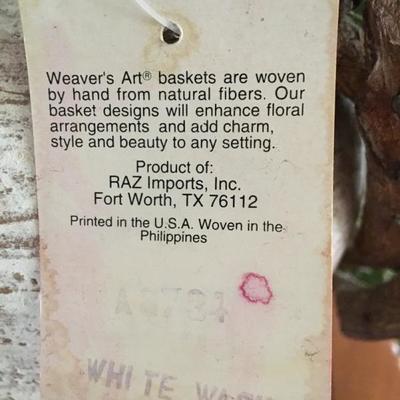 Weaver's Art® baskets are woven
by hand from natural fibers. Our
basket designs will enhance floral
arrangements and add charm,
style and beauty to any setting.
Product of:
RAZ Imports, Inc.
Fort Worth, TX 76112
Printed in the U.S.A. Woven in the
Philippines
WHITE